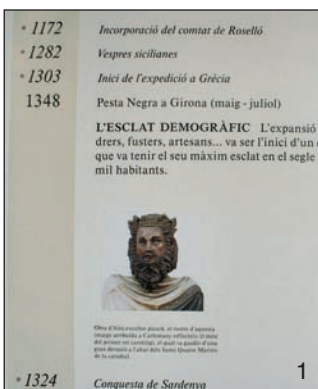 • 1172 Incorporació del comtat de Roselló
• 1282 Vespres sicilianes
• 1303 Inici de l'expedició a Grècia
1348 Pesta Negra a Girona (maig - juliol)
L'ESCLAT DEMOGRÀFIC L'expansió
drers, fusters, artesans... va ser l'inici d'un
que va tenir el seu màxim esclat en el segle
mil habitants.
• 1324 Conquesta de Sardenya
1